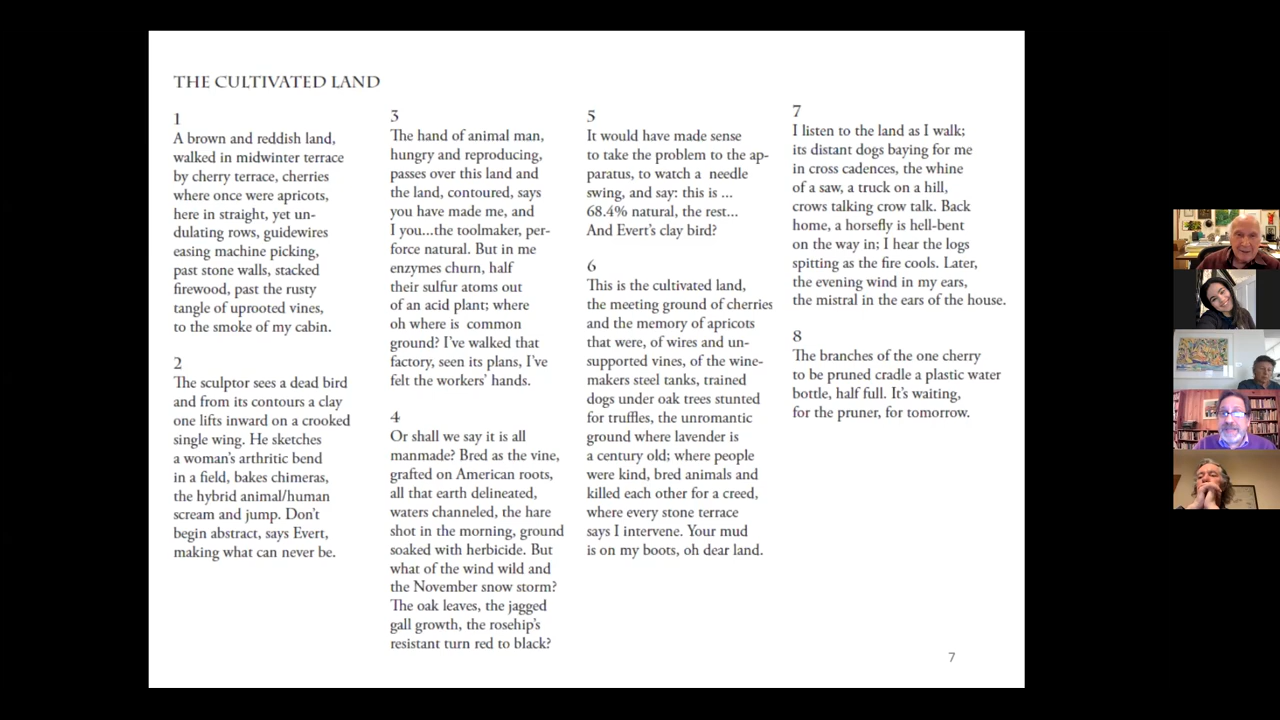 THE CULTIVATED LAND
1
A brown and reddish land,
walked in midwinter terrace
by cherry terrace, cherries
where once were apricots,
here in straight, yet un-
dulating rows, guidewires
easing machine picking,
past stone walls, stacked
firewood, past the rusty
tangle of uprooted vines,
to the smoke of my cabin.
2
The sculptor sees a dead bird
and from its contours a clay
one lifts inward on a crooked
single wing. He sketches
a woman's arthritic bend
in a field, bakes chimeras,
the hybrid animal/human
scream and jump. Don't
begin abstract, says Evert,
making what can never be.
3
The hand of animal man,
hungry and reproducing,
passes over this land and
the land, contoured, says
you have made me, and
I you...the toolmaker, per-
force natural. But in me
enzymes churn, half
their sulfur atoms out
of an acid plant; where
oh where is common
ground? I've walked that
factory, seen its plans, I've
felt the workers' hands.
4
Or shall we say it is all
manmade? Bred as the vine,
grafted on American roots,
all that earth delineated,
waters channeled, the hare
shot in the morning, ground
soaked with herbicide. But
what of the wind wild and
the November snow storm?
The oak leaves, the jagged
gall growth, the rosehip's
resistant turn red to black?
5
It would have made sense
to take the problem to the ap-
paratus, to watch a needle
swing, and say: this is ...
68.4% natural, the rest...
And Evert's clay bird?
6
This is the cultivated land,
the meeting ground of cherries
and the memory of apricots
that were, of wires and un-
supported vines, of the wine-
makers steel tanks, trained
dogs under oak trees stunted
for truffles, the unromantic
ground where lavender is
a century old; where people
were kind, bred animals and
killed each other for a creed,
where every stone terrace
says I intervene. Your mud
is on my boots, oh dear land.
7
I listen to the land as I walk;
its distant dogs baying for me
in cross cadences, the whine
of a saw, a truck on a hill,
crows talking crow talk. Back
home, a horsefly is hell-bent
on the way in; I hear the logs
spitting as the fire cools. Later,
the evening wind in my ears,
the mistral in the ears of the house.
8
The branches of the one cherry
to be pruned cradle a plastic water
bottle, half full. It's waiting,
for the pruner, for tomorrow.
7